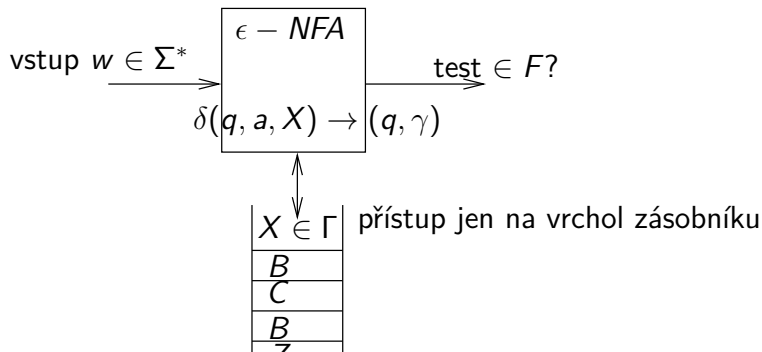 ϵ − NFA
vstup w ∈ Σ*
test ∈ F?
δ(q, a, X) → (q, γ)
X ∈ Γ
přístup jen na vrchol zásobníku
B
C
B
Z